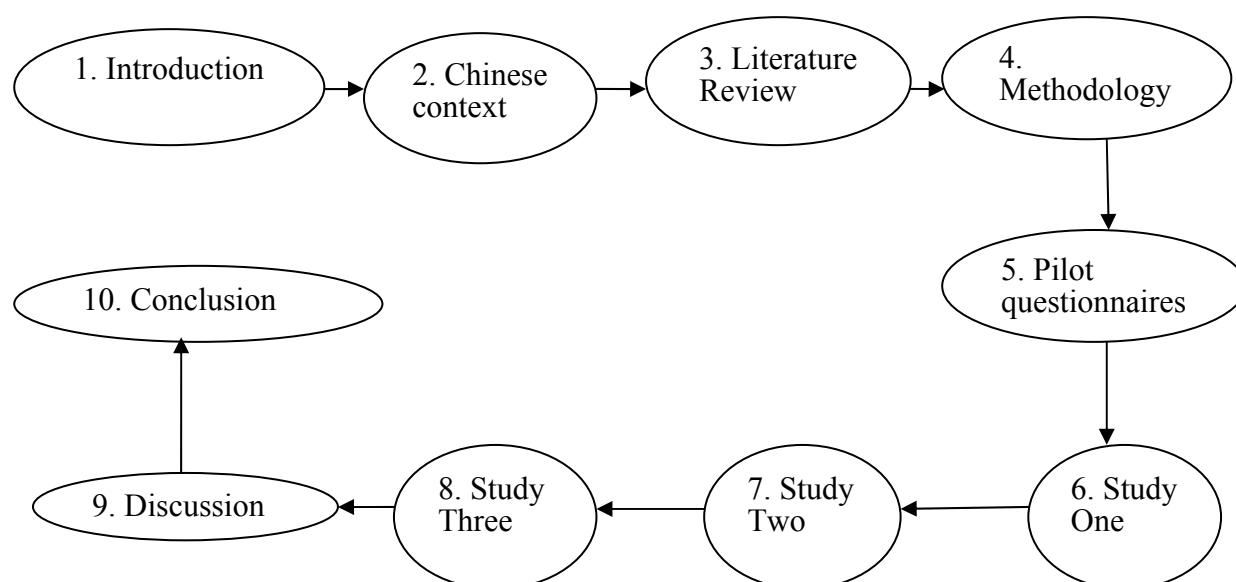 1. Introduction
2. Chinese
context
3. Literature
Review
4.
Methodology
5. Pilot
questionnaires
6. Study
One
7. Study
Two
8. Study
Three
9. Discussion
10. Conclusion